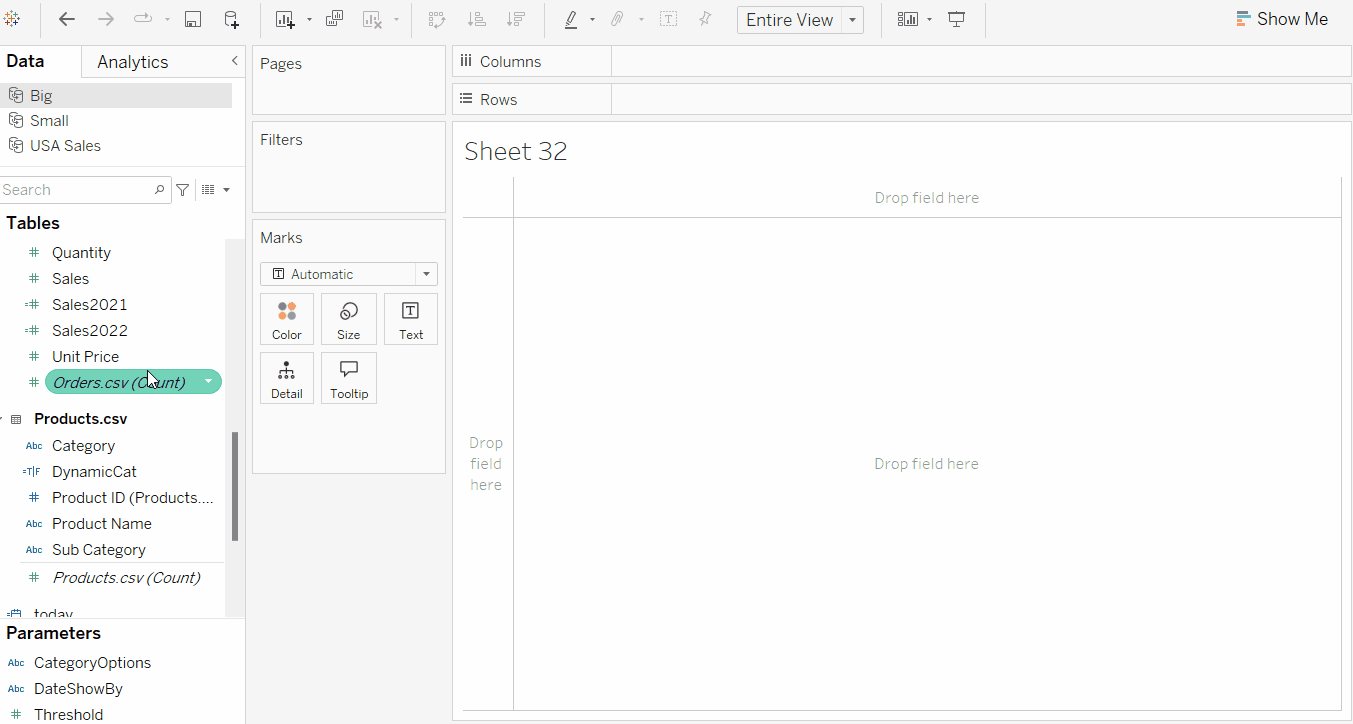 Entire View
Show Me
Data
Analytics
Big
Small
USA Sales
Search
Tables
Quantity
Sales
Sales2021
Sales2022
Unit Price
Orders.csv (Count)
Products.csv
Abc Category
T|F DynamicCat
Product ID (Products....
Abc Product Name
Abc Sub Category
Products.csv (Count)
today
Parameters
Abc CategoryOptions
Abc DateShowBy
Threshold
Pages
Filters
Marks
Automatic
Color
Size
Text
Detail
Tooltip
Columns
Rows
Sheet 32
Drop field here
Drop
field
here
Drop field here